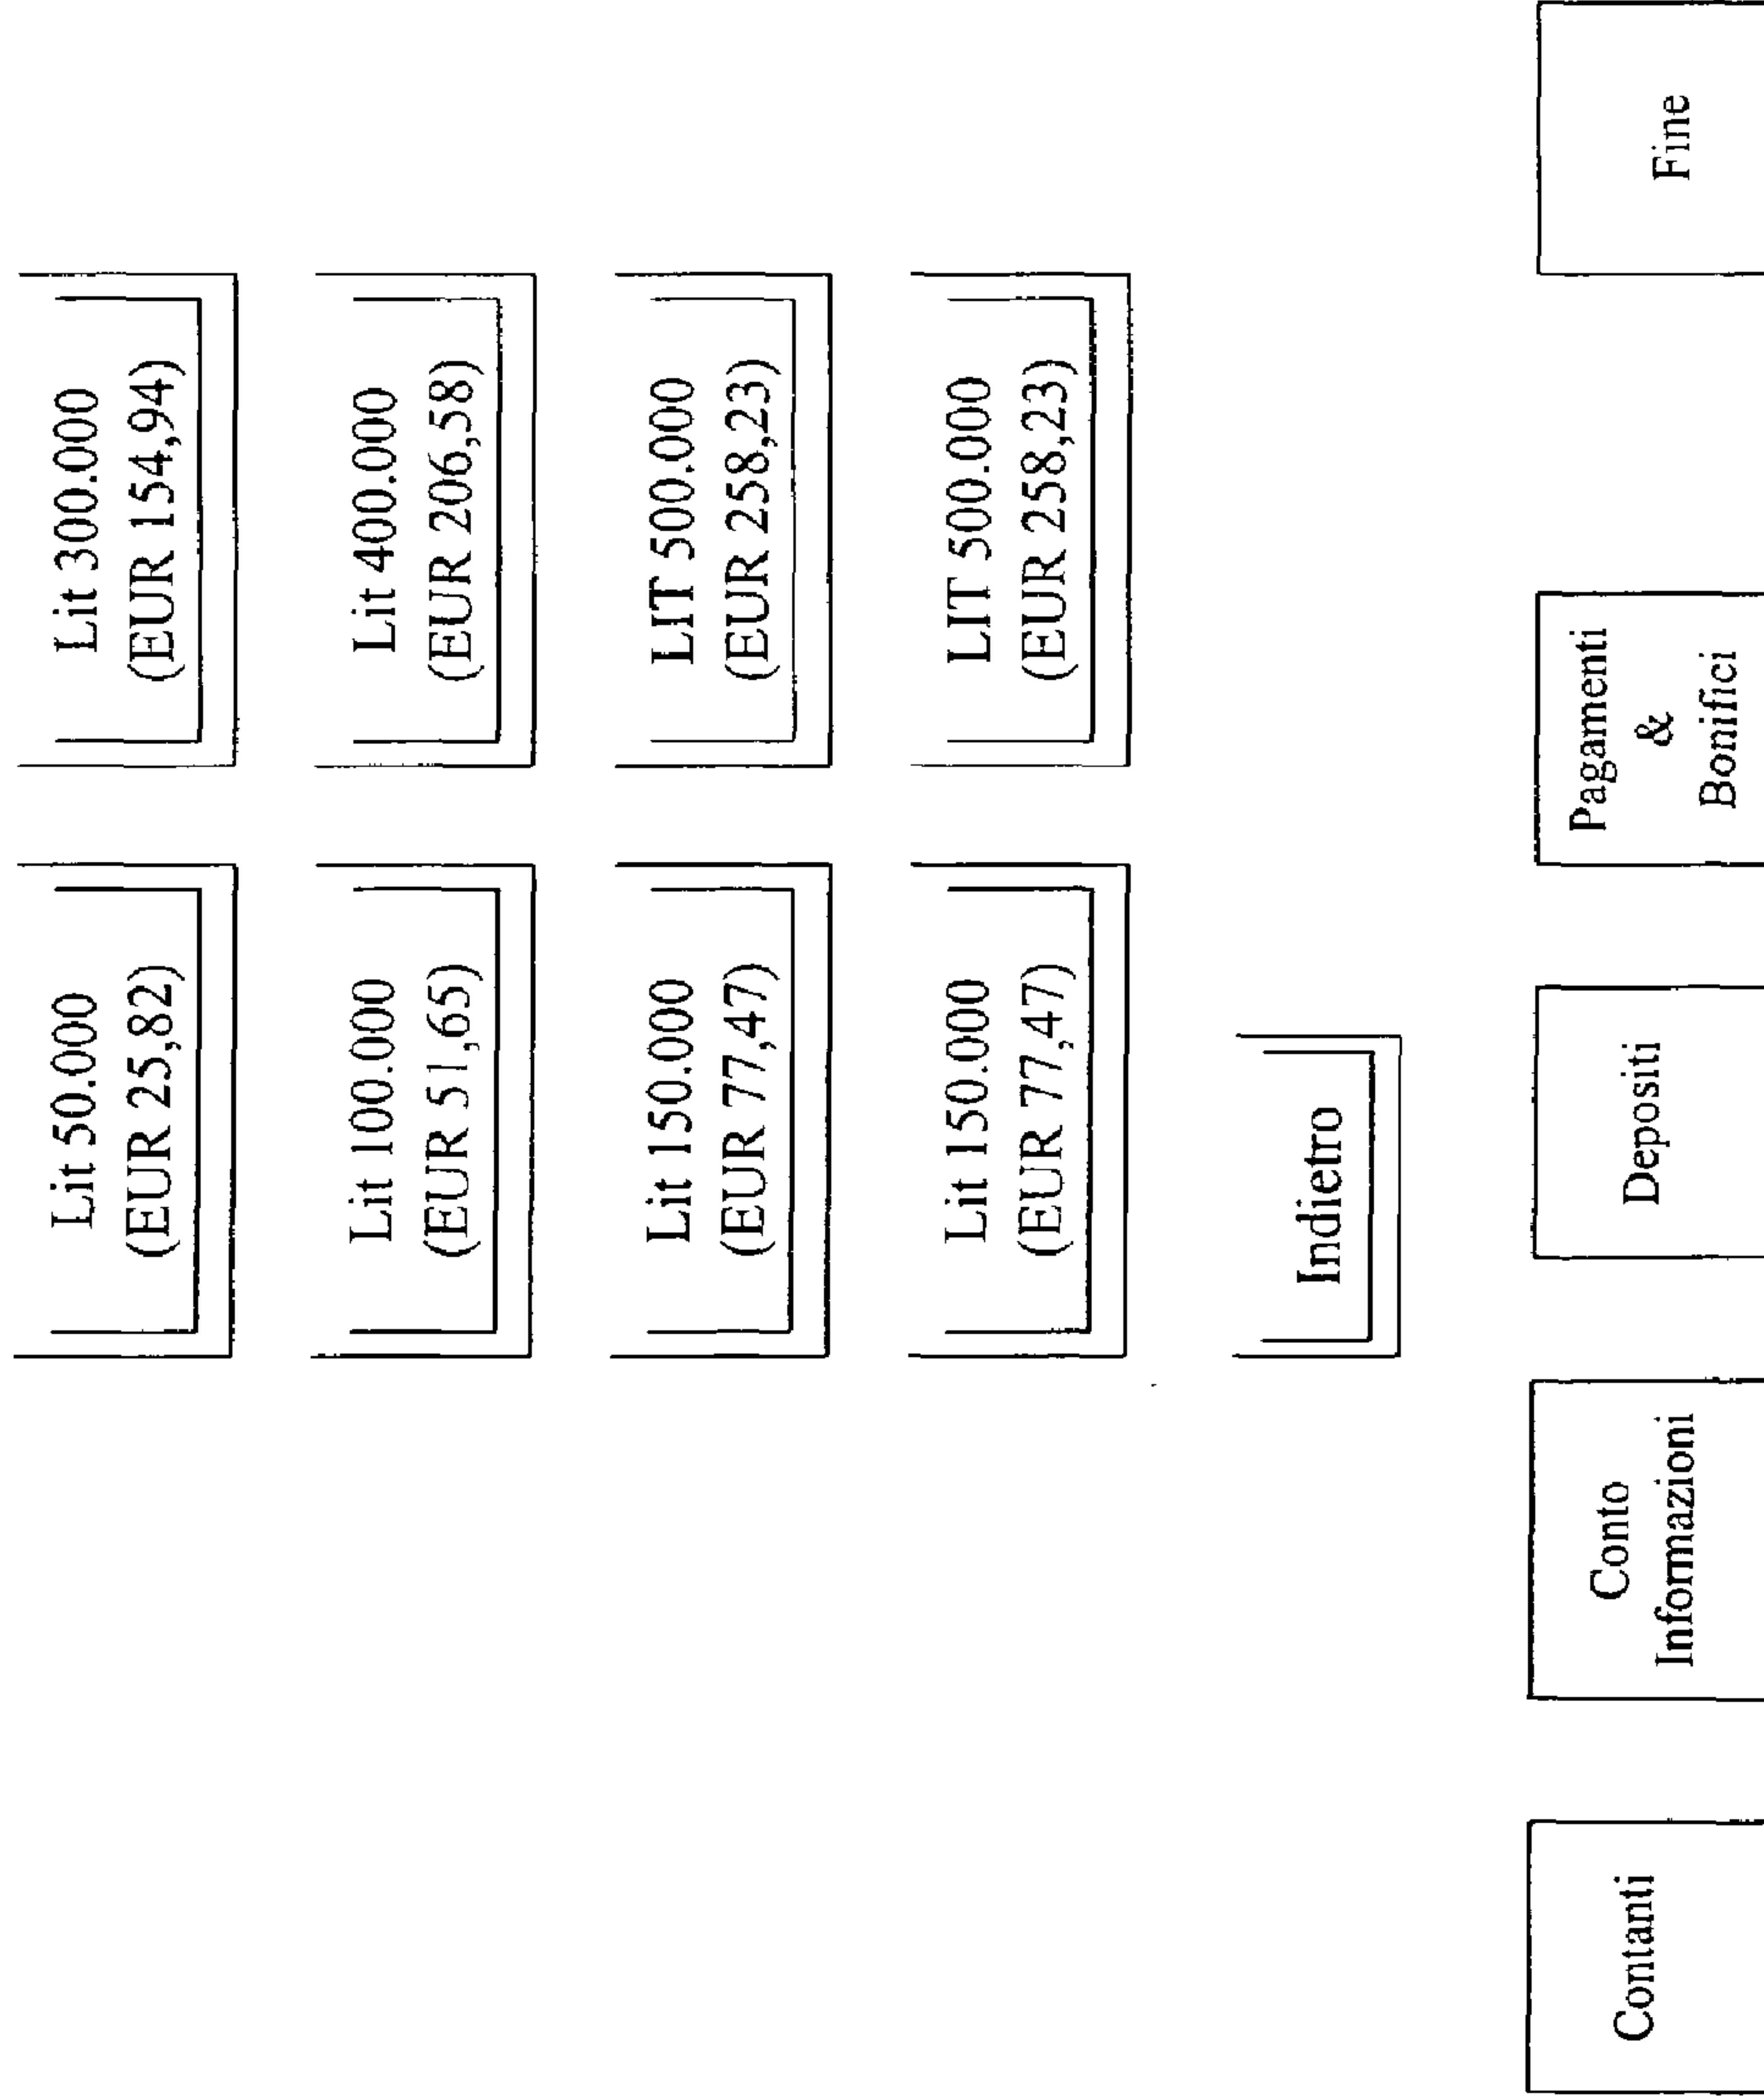 Lit 50.000
(EUR 25,82)
Lit 300.000
(EUR 154,94)
Lit 100.000
(EUR 51,65)
Lit 400.000
(EUR 206,58)
Lit 150.000
(EUR 77,47)
LIT 500.000
(EUR 258,23)
Lit 150.000
(EUR 77,47)
LIT 500.000
(EUR 258,23)
Indietro
Contanti
Conto
Informazioni
Depositi
Pagamenti
&
Bonifici
Fine